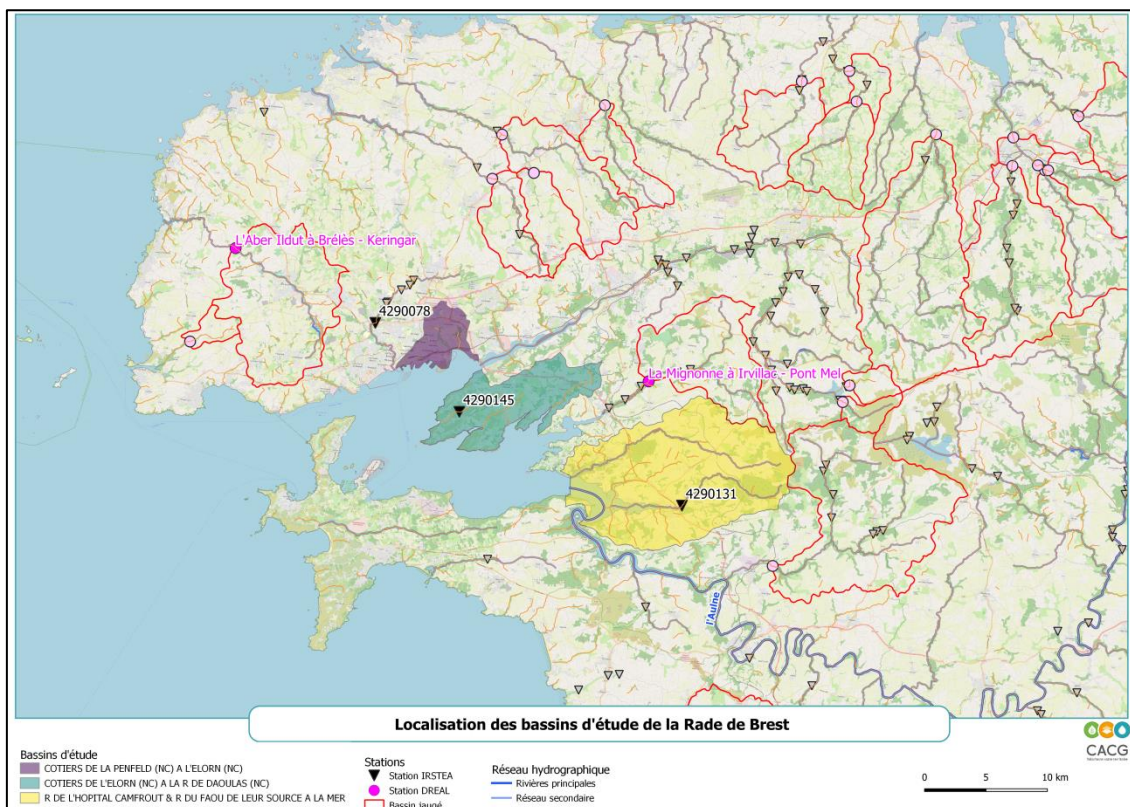 L'Aber Ildut à Brélès - Keringar
4290078
La Mignonne à Irvillac - Pont Mel
4290145
4290131
l'Aulne
Localisation des bassins d'étude de la Rade de Brest
Bassins d'étude
COTIERS DE LA PENFELD (NC) A L'ELORN (NC)
COTIERS DE L'ELORN (NC) A LA R DE DAOULAS (NC)
R DE L'HOPITAL CAMFROUT & R DU FAOU DE LEUR SOURCE A LA MER
Stations
Station IRSTEA
Station DREAL
Bassin jaugé
Réseau hydrographique
Rivières principales
Réseau secondaire
0 5 10 km
CACG